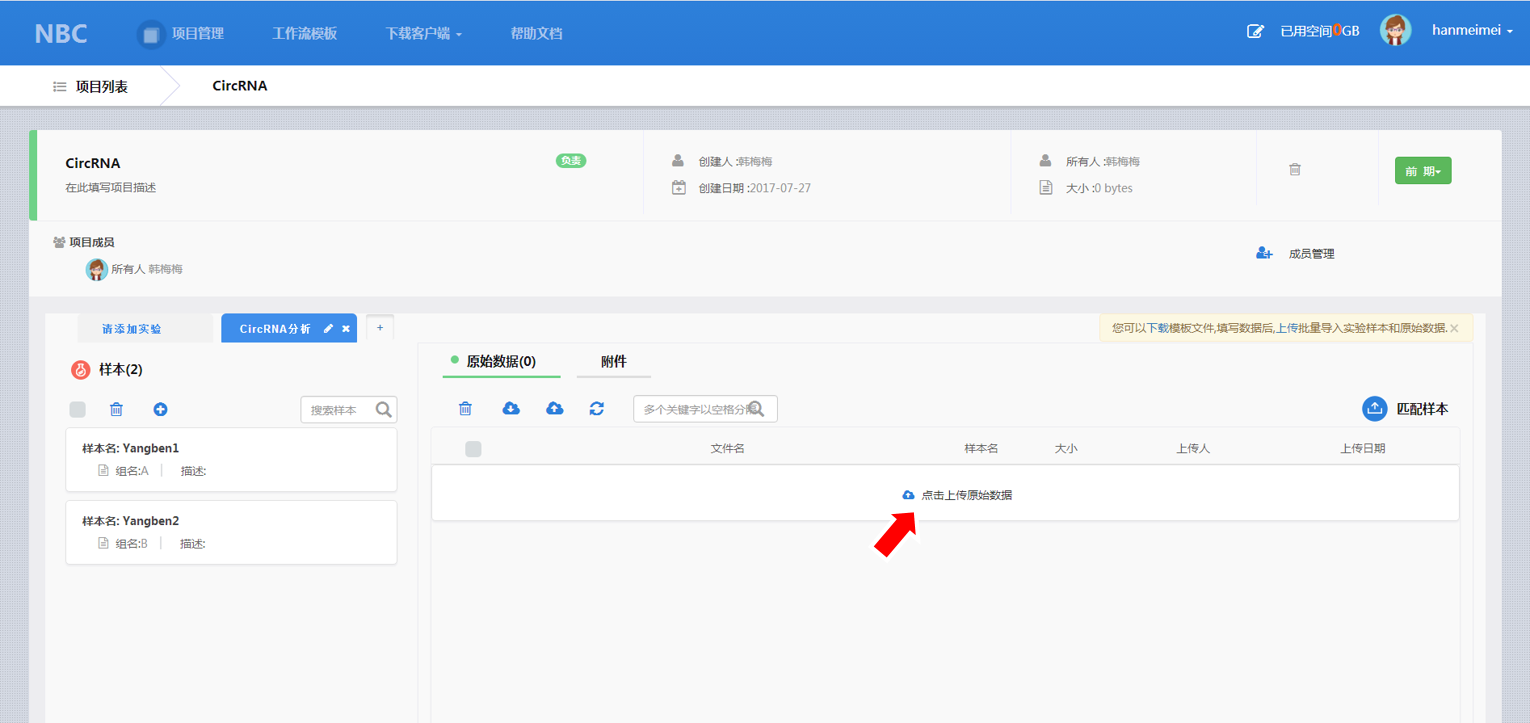 NBC 项目管理 工作流模板 下载客户端 帮助文档 已用空间0GB hanmeimei
项目列表 CircRNA
CircRNA 负责 创建人 :韩梅梅 所有人 :韩梅梅 前 期
在此填写项目描述 创建日期 :2017-07-27 大小 :0 bytes
项目成员
所有人 韩梅梅
成员管理
请添加实验 CircRNA分析 + 您可以下载模板文件,填写数据后,上传批量导入实验样本和原始数据.
样本(2) 原始数据(0) 附件
搜索样本 多个关键字以空格分 匹配样本
文件名 样本名 大小 上传人 上传日期
样本名: Yangben1
组名:A 描述:
点击上传原始数据
样本名: Yangben2
组名:B 描述: